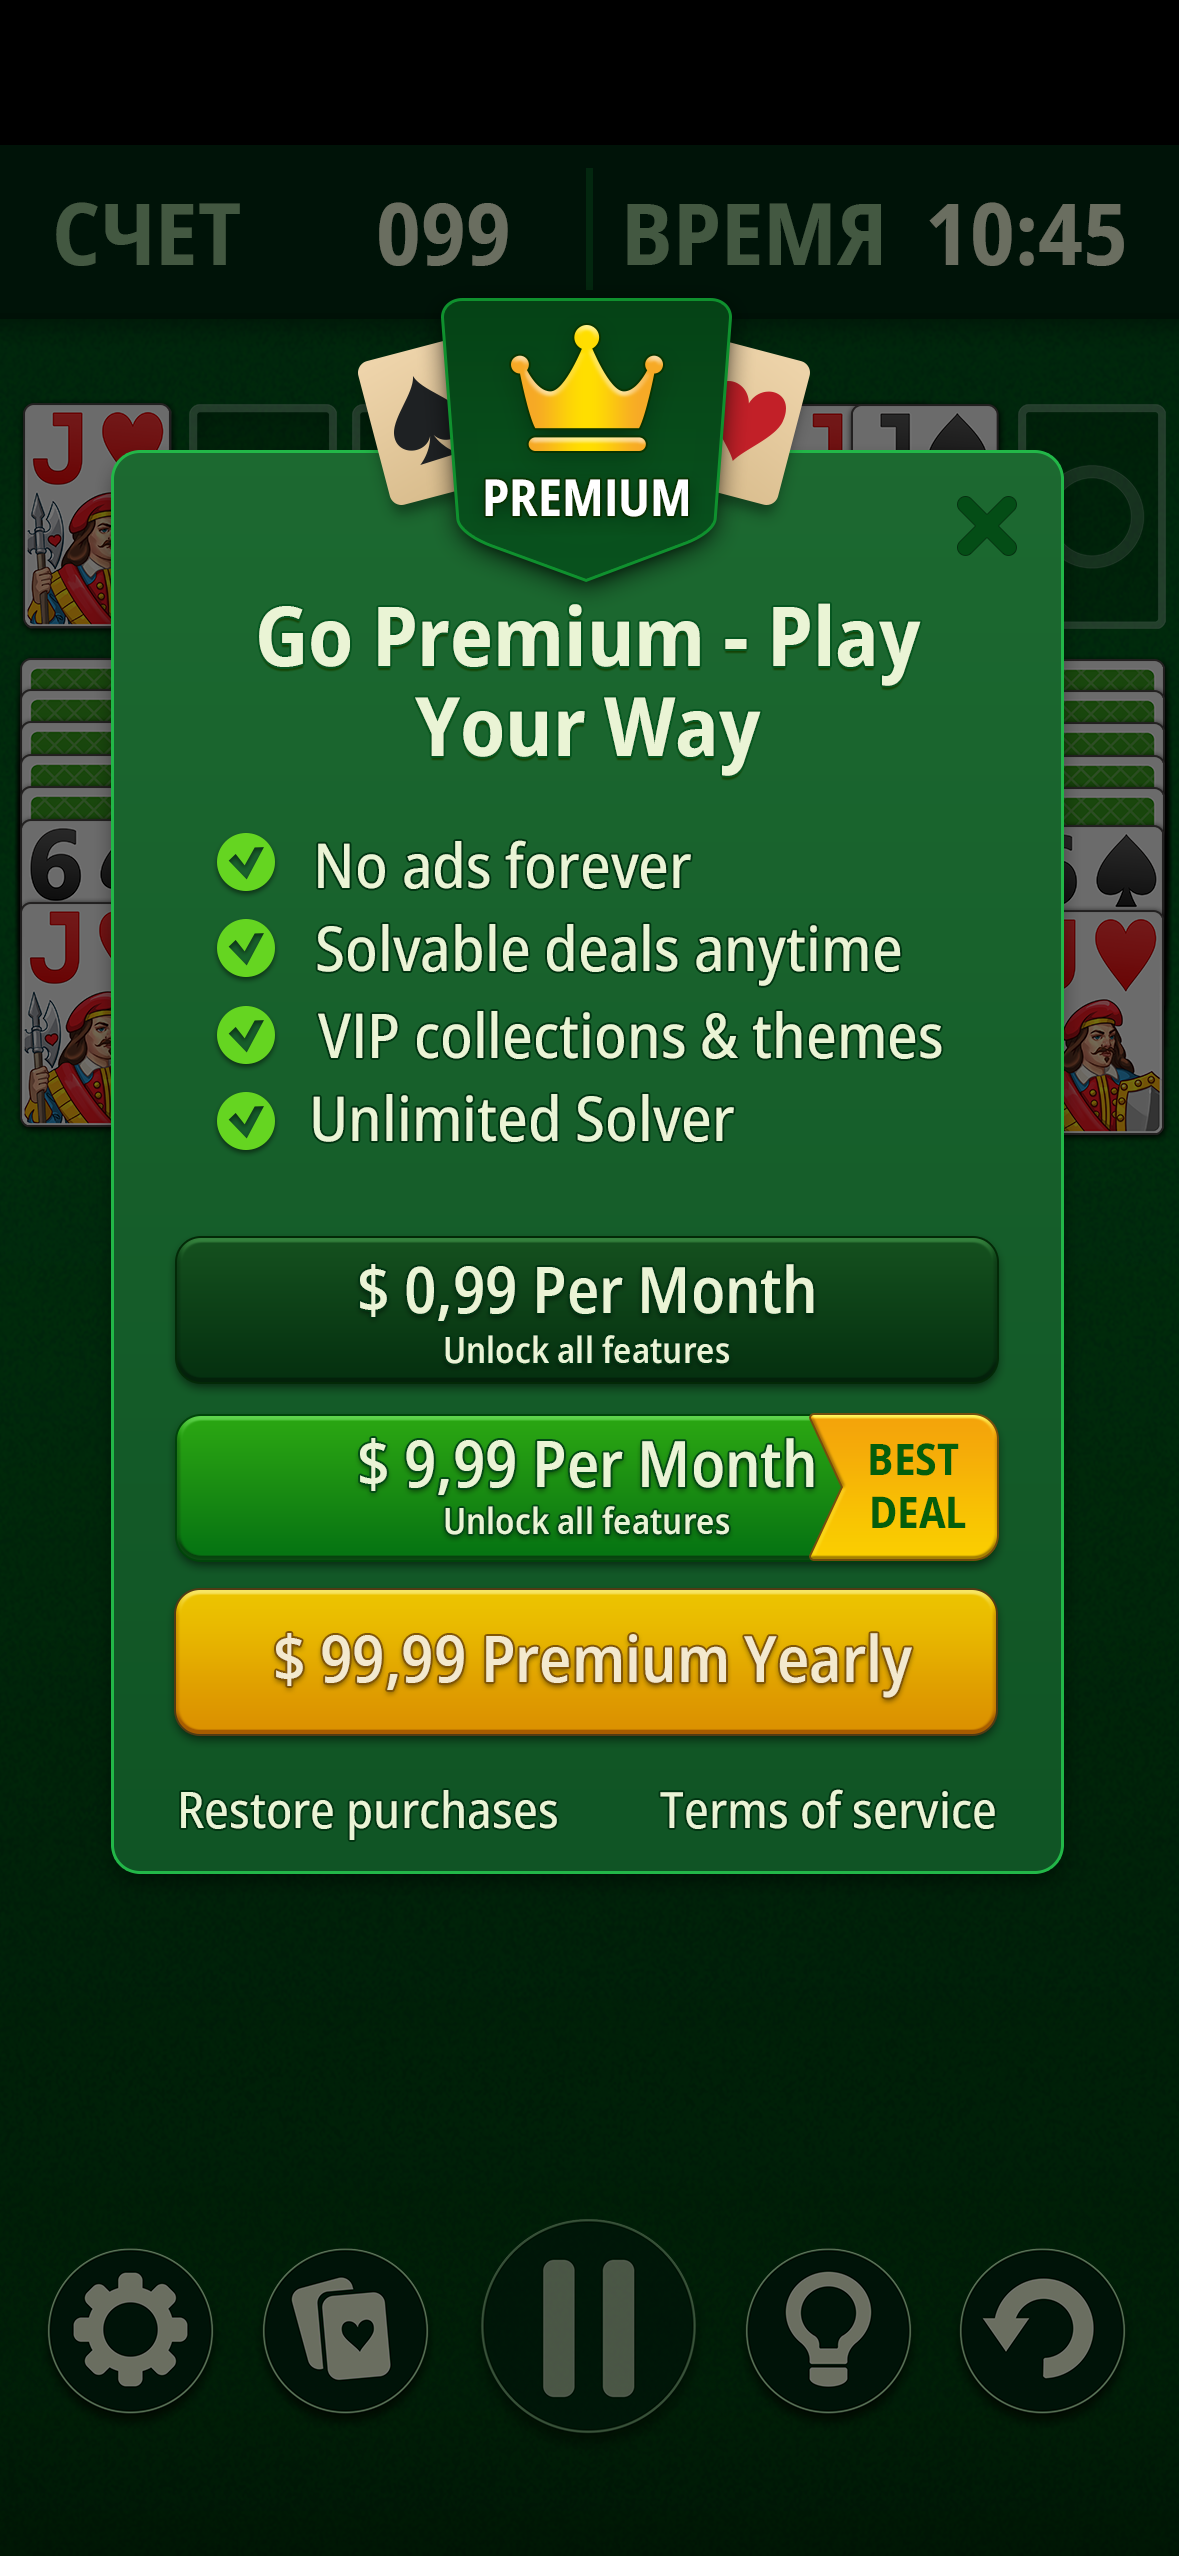 СЧЕТ 099 ВРЕМЯ 10:45
J J J
PREMIUM
Go Premium - Play
Your Way
No ads forever
Solvable deals anytime
6
VIP collections & themes
J J
Unlimited Solver
$ 0,99 Per Month
Unlock all features
$ 9,99 Per Month
Unlock all features
BEST
DEAL
$ 99,99 Premium Yearly
Restore purchases Terms of service